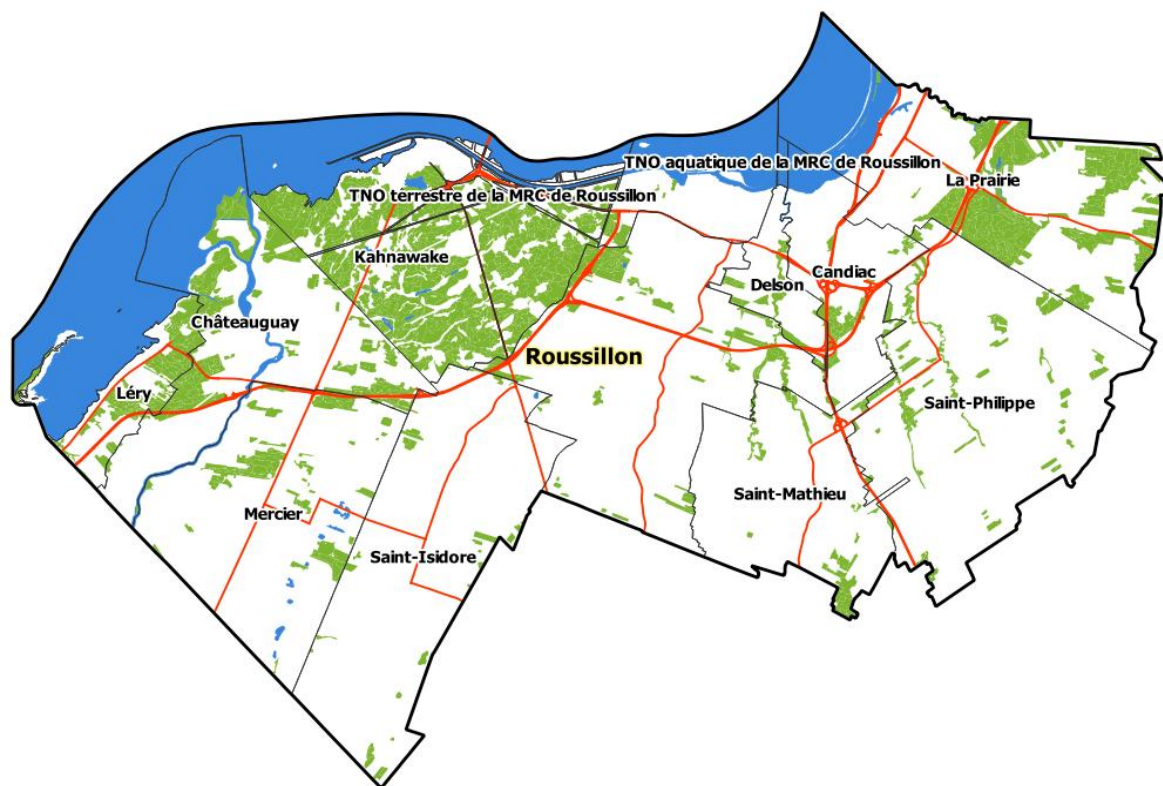 TNO aquatique de la MRC de Roussillon
La Prairie
TNO terrestre de la MRC de Roussillon
Kahnawake
Candiac
Delson
Châteauguay
Roussillon
Léry
Saint-Philippe
Saint-Mathieu
Mercier
Saint-Isidore